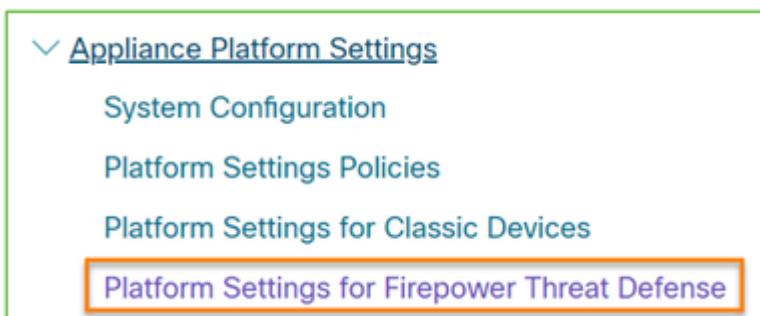 Appliance Platform Settings
System Configuration
Platform Settings Policies
Platform Settings for Classic Devices
Platform Settings for Firepower Threat Defense